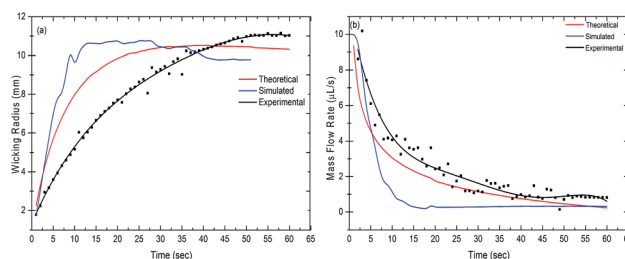 (a)
Wicking Radius (mm)
12
10
8
6
4
2
Theoretical
Simulated
Experimental
0 5 10 15 20 25 30 35 40 45 50 55 60 65
Time (sec)
(b)
Mass Flow Rate (µL/s)
10
8
6
4
2
0
Theoretical
Simulated
Experimental
0 5 10 15 20 25 30 35 40 45 50 55 60 65
Time (sec)